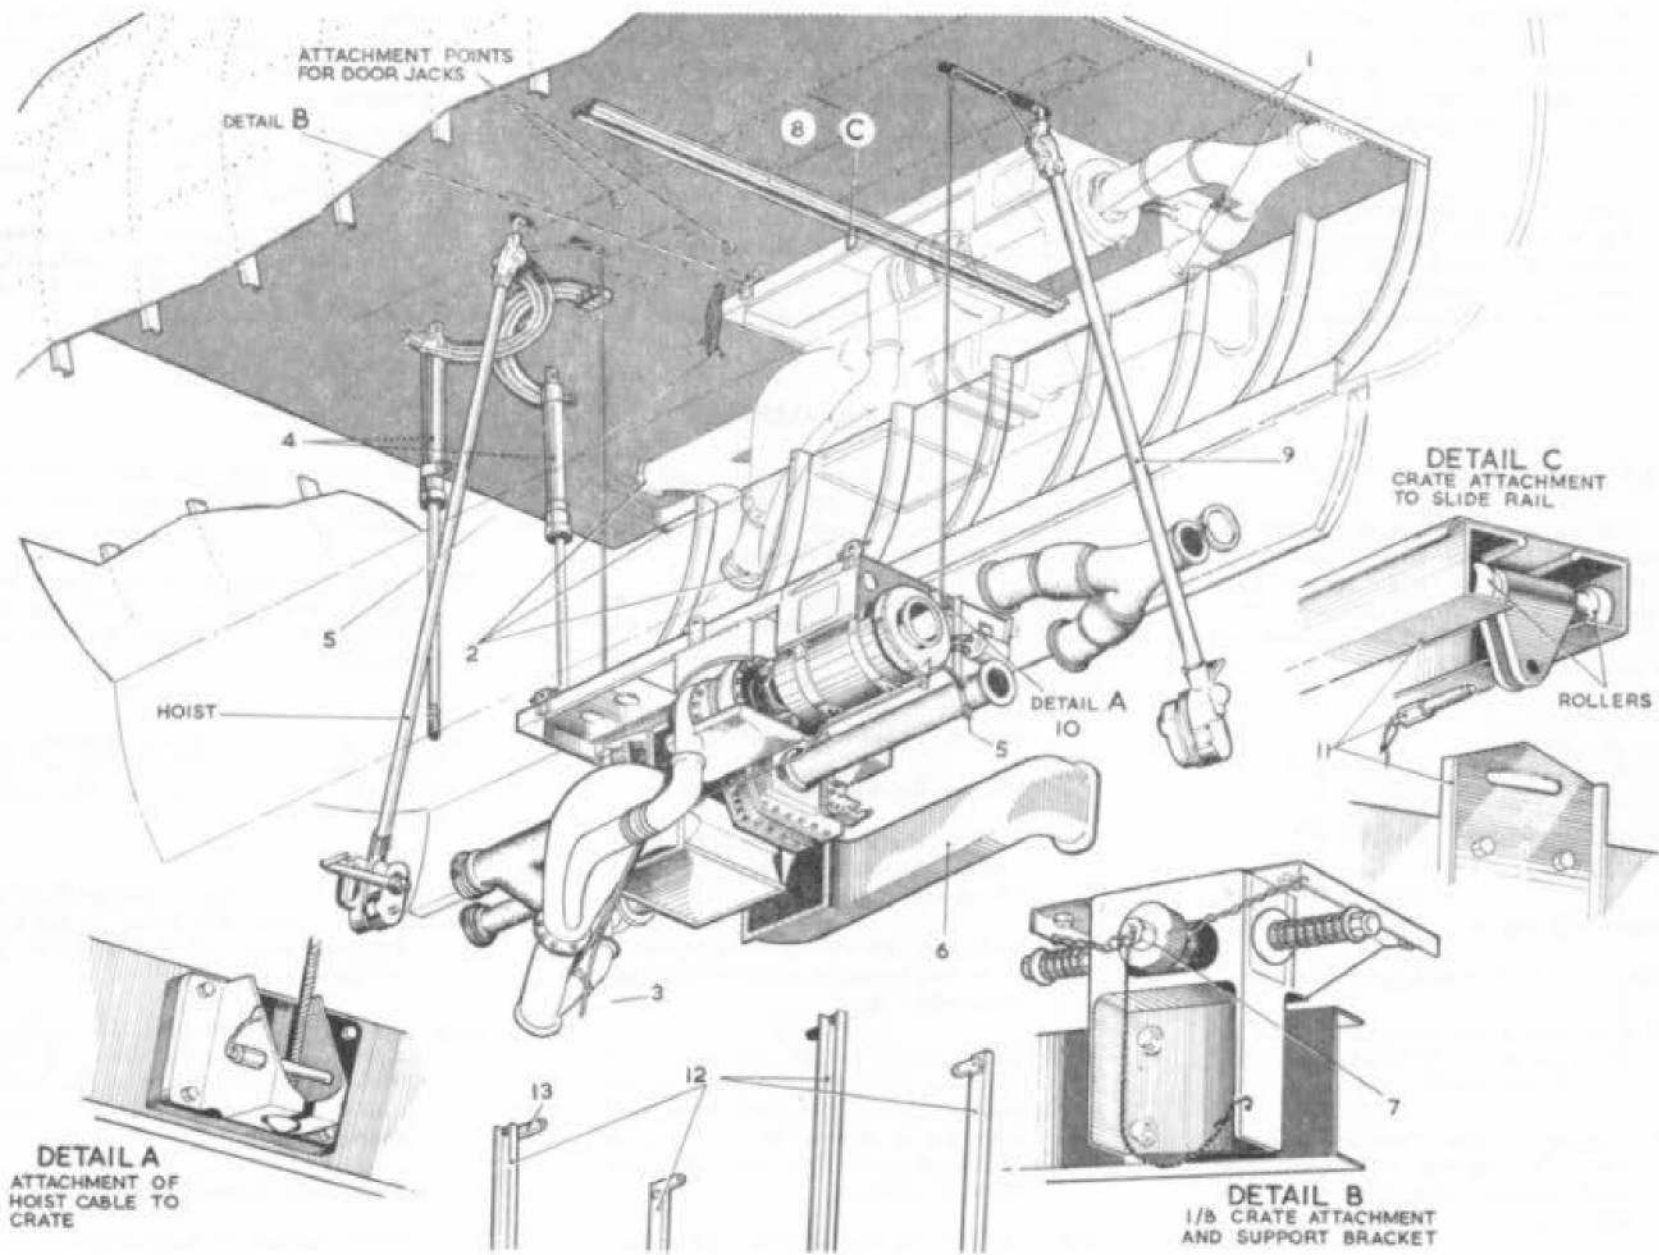 ATTACHMENT POINTS
FOR DOOR JACKS
1
DETAIL B
8 C
4
9
DETAIL C
CRATE ATTACHMENT
TO SLIDE RAIL
5
2
HOIST
DETAIL A
10
5
ROLLERS
11
6
3
12
13
7
DETAIL A
ATTACHMENT OF
HOIST CABLE TO
CRATE
DETAIL B
I/B CRATE ATTACHMENT
AND SUPPORT BRACKET